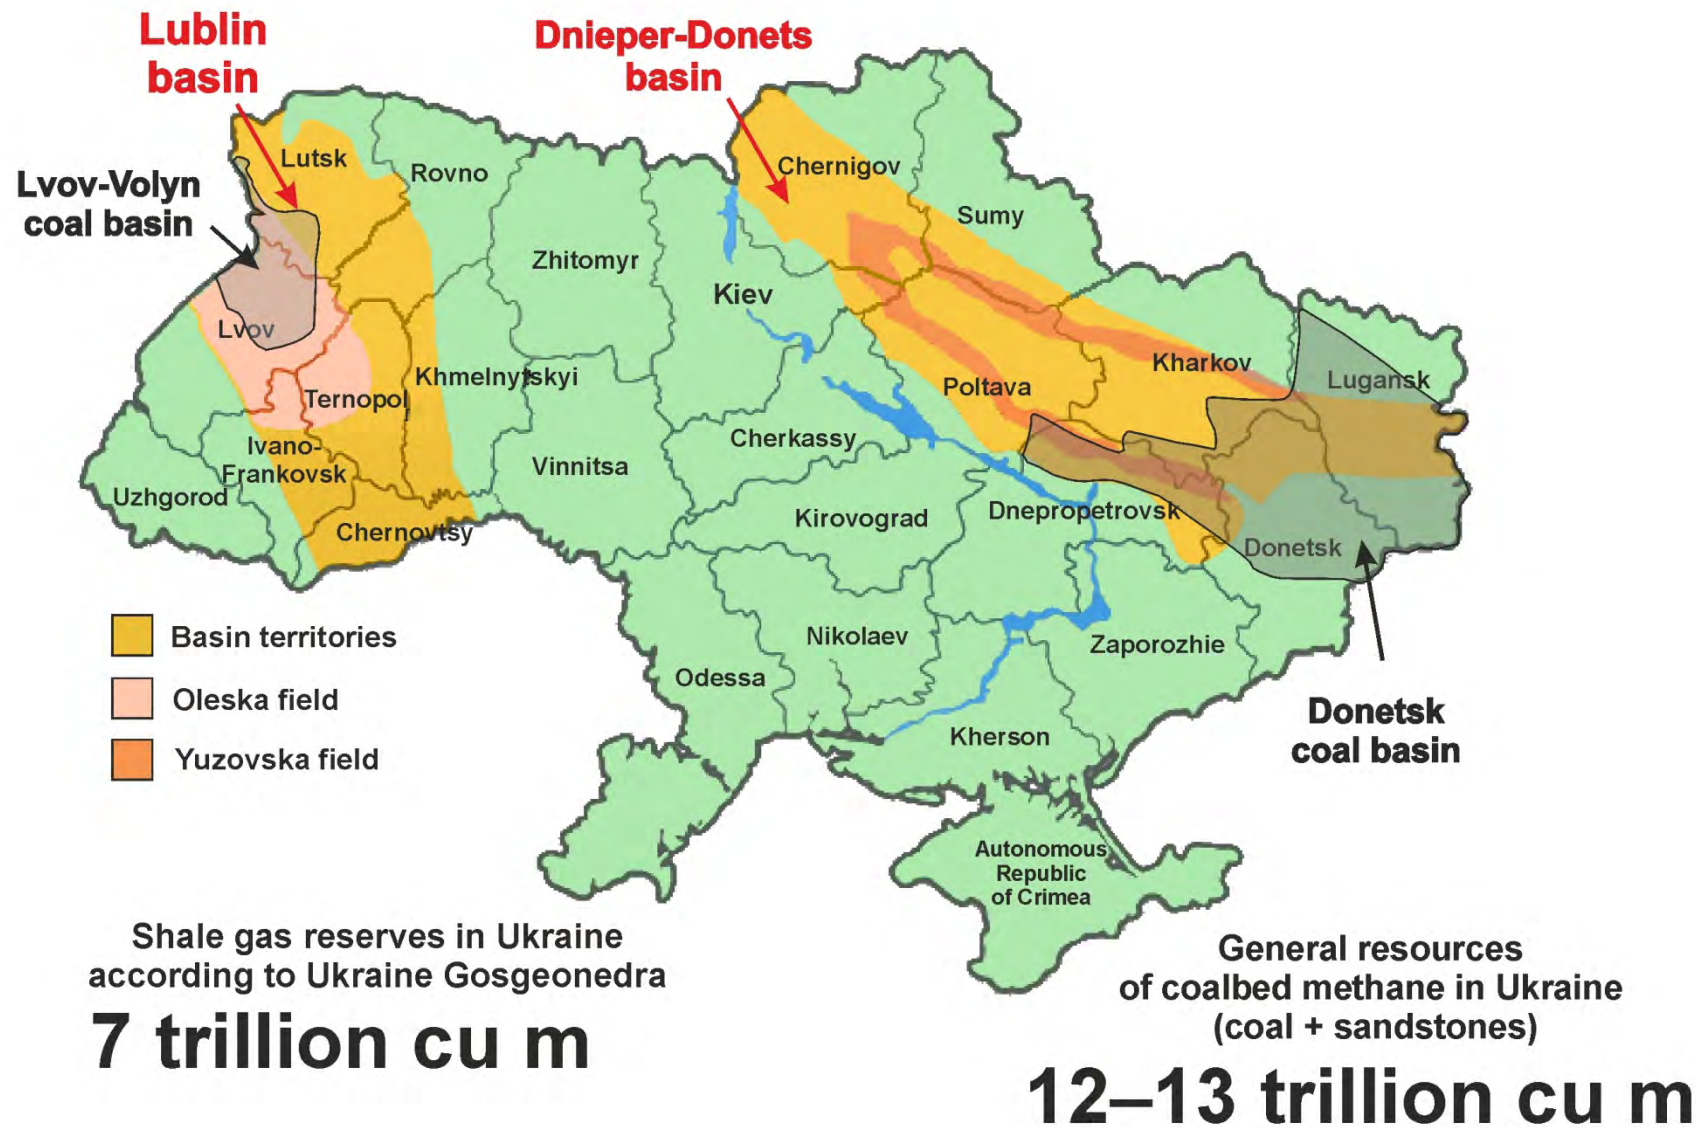 Lublin
basin
Dnieper-Donets
basin
Lvov-Volyn
coal basin
Lutsk
Rovno
Chernigov
Sumy
Zhitomyr
Kiev
Lvov
Ternopol
Khmelnytskyi
Kharkov
Lugansk
Poltava
Cherkassy
Ivano-
Frankovsk
Uzhgorod
Vinnitsa
Chernovtsy
Kirovograd
Dnepropetrovsk
Donetsk
Nikolaev
Zaporozhie
Odessa
Kherson
Autonomous
Republic
of Crimea
Donetsk
coal basin
Basin territories
Oleska field
Yuzovska field
Shale gas reserves in Ukraine
according to Ukraine Gosgeonedra
7 trillion cu m
General resources
of coalbed methane in Ukraine
(coal + sandstones)
12–13 trillion cu m